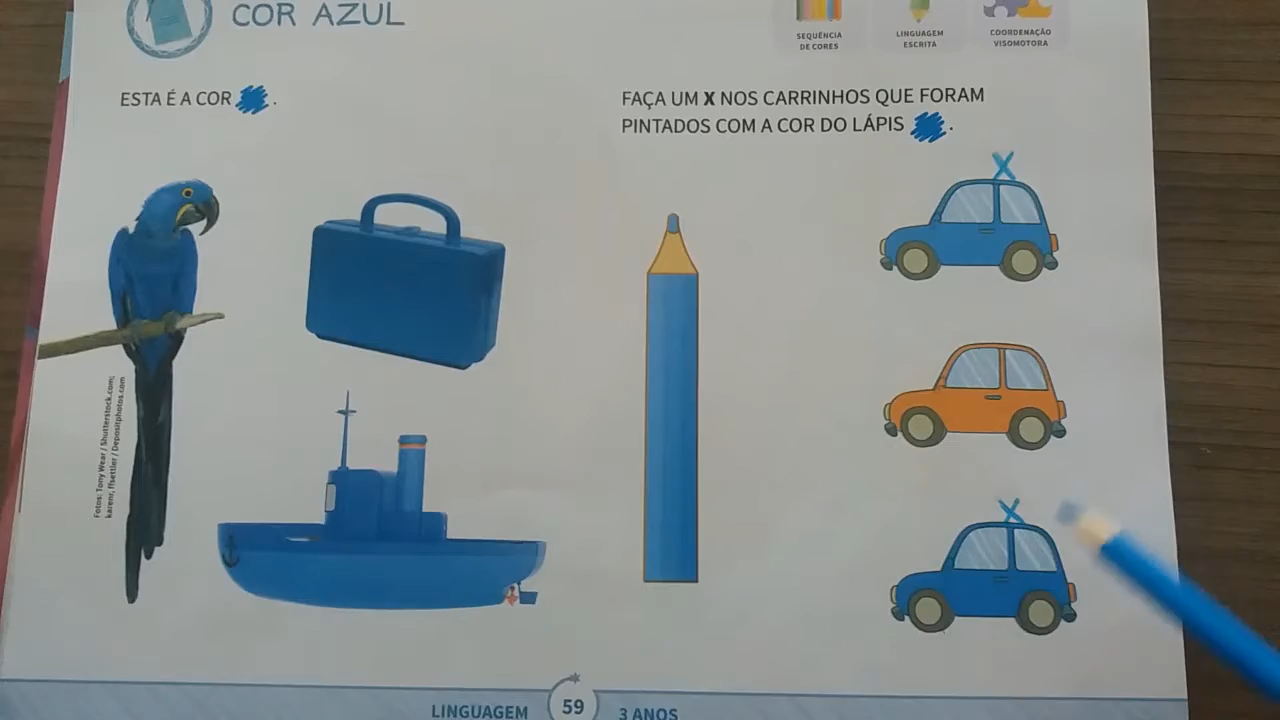 COR AZUL
SEQUÊNCIA
DE CORES
LINGUAGEM
ESCRITA
COORDENAÇÃO
VISOMOTORA
ESTA É A COR .
FAÇA UM X NOS CARRINHOS QUE FORAM
PINTADOS COM A COR DO LÁPIS .
X
X
Fotos: Tony Wear / Shutterstock.com;
karenr, ffsettler / Depositphotos.com
LINGUAGEM 59 3 ANOS